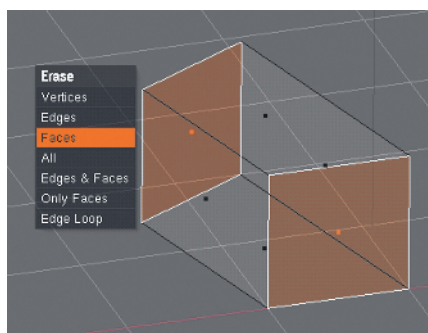 Erase
Vertices
Edges
Faces
All
Edges & Faces
Only Faces
Edge Loop